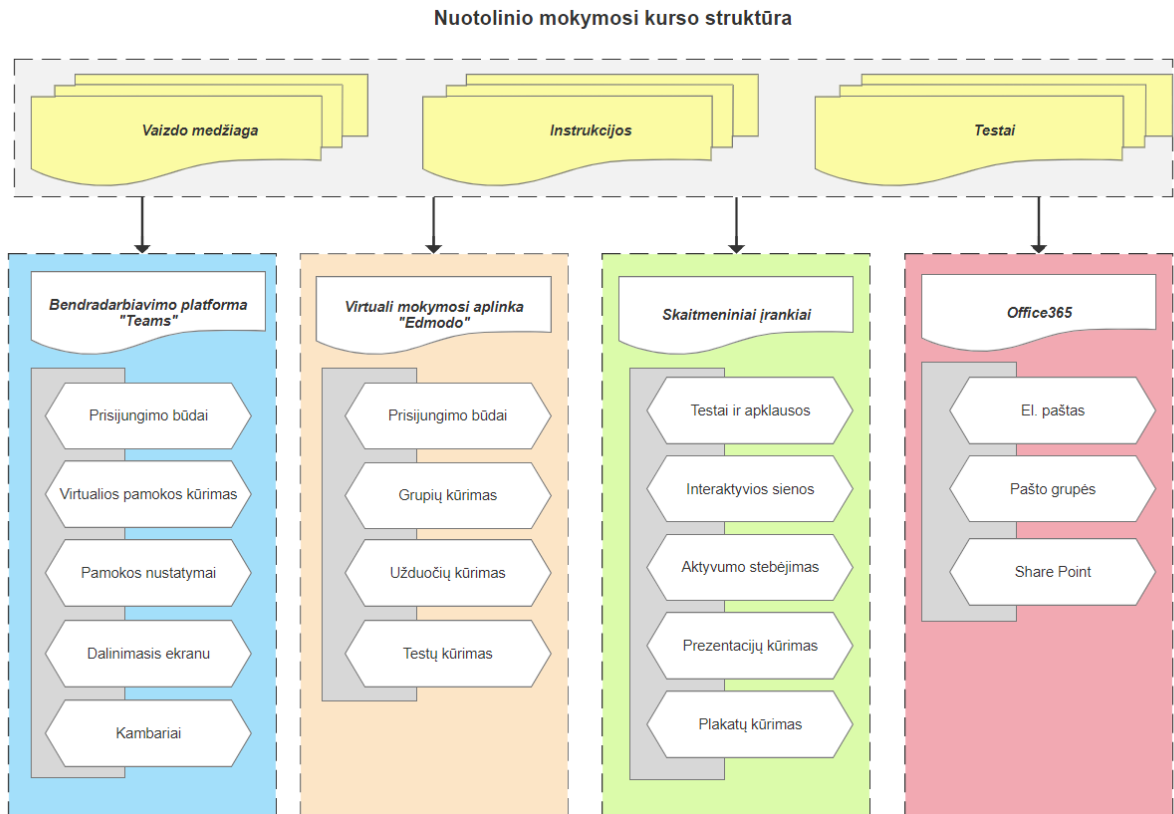 Nuotolinio mokymosi kurso struktūra
Vaizdo medžiaga
Instrukcijos
Testai
Bendradarbiavimo platforma
"Teams"
Prisijungimo būdai
Virtualios pamokos kūrimas
Pamokos nustatymai
Dalinimasis ekranu
Kambariai
Virtuali mokymosi aplinka
"Edmodo"
Prisijungimo būdai
Grupių kūrimas
Užduočių kūrimas
Testų kūrimas
Skaitmeniniai įrankiai
Testai ir apklausos
Interaktyvios sienos
Aktyvumo stebėjimas
Prezentacijų kūrimas
Plakatų kūrimas
Office365
El. paštas
Pašto grupės
Share Point